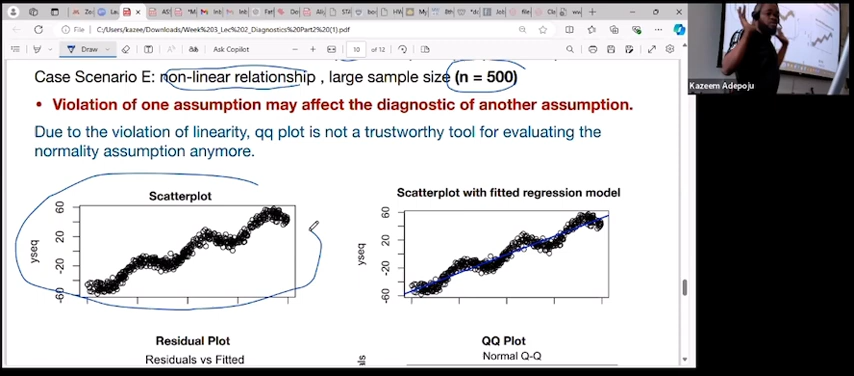 File
C:/Users/kazee/Downloads/Week%203_Lec%202_Diagnostics%20Part2%20(1).pdf
Draw
Ask Copilot
10 of 12
Kazeem Adepoju
Case Scenario E: non-linear relationship , large sample size (n = 500)
• Violation of one assumption may affect the diagnostic of another assumption.
Due to the violation of linearity, qq plot is not a trustworthy tool for evaluating the
normality assumption anymore.
Scatterplot
yseq
60
20
-20
-60
Scatterplot with fitted regression model
yseq
60
20
-20
-60
Residual Plot
Residuals vs Fitted
QQ Plot
Normal Q-Q
als